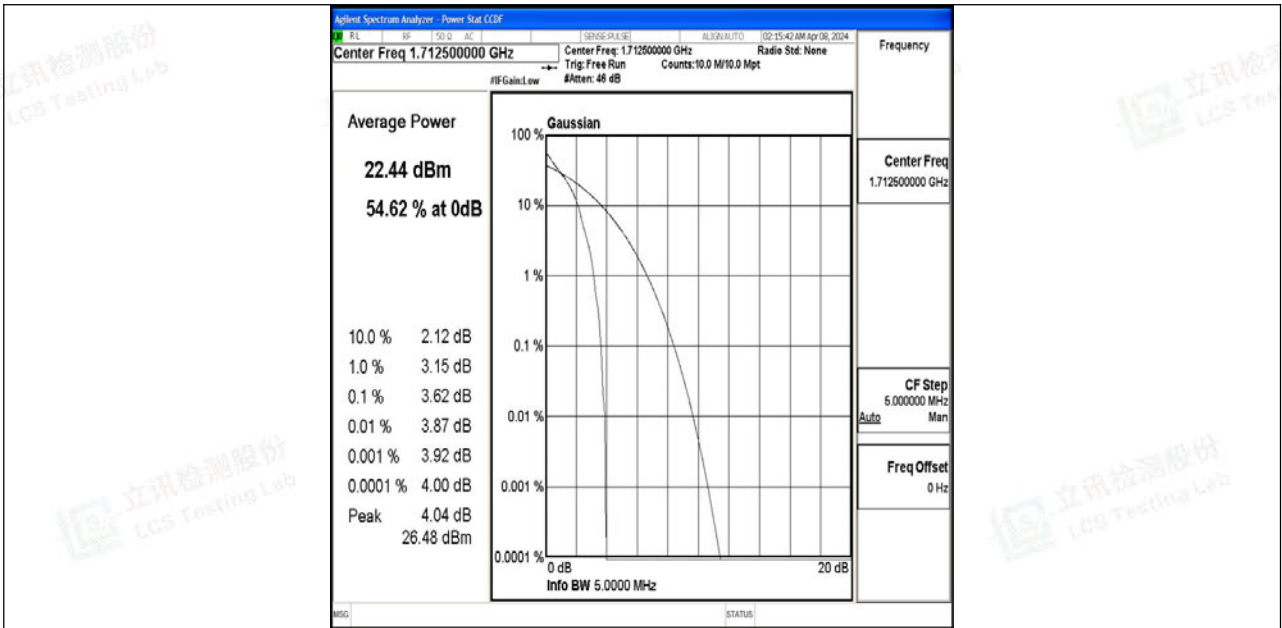 Agilent Spectrum Analyzer - Power Stat CCDF
RL RF 50 Ω AC SENSE:PULSE ALIGNAUTO 02:15:42 AM Apr 08, 2024
Center Freq 1.712500000 GHz
Center Freq: 1.712500000 GHz Radio Std: None
Trig: Free Run Counts:10.0 M/10.0 Mpt
#IFGain:Low #Atten: 46 dB
Frequency
Average Power
22.44 dBm
54.62 % at 0dB
10.0 % 2.12 dB
1.0 % 3.15 dB
0.1 % 3.62 dB
0.01 % 3.87 dB
0.001 % 3.92 dB
0.0001 % 4.00 dB
Peak 4.04 dB
26.48 dBm
Gaussian
100 %
10 %
1 %
0.1 %
0.01 %
0.001 %
0.0001 %
0 dB 20 dB
Info BW 5.0000 MHz
Center Freq
1.712500000 GHz
CF Step
5.000000 MHz
Auto Man
Freq Offset
0 Hz
MSG STATUS
立讯检测股份
LCS Testing Lab
立讯检
LCS Tes
立讯检测股份
LCS Testing Lab
立讯检测股份
LCS Testing Lab